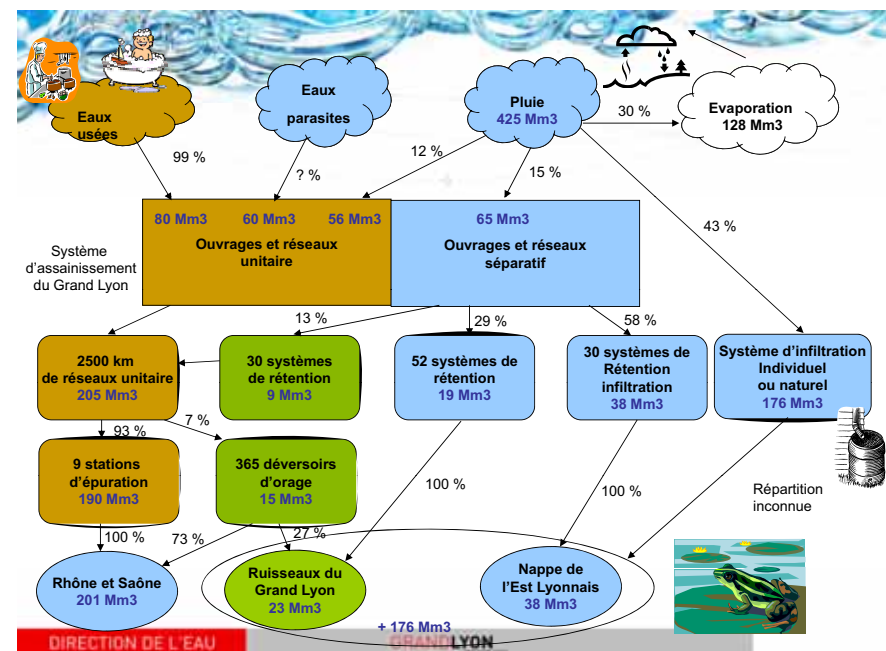 Eaux
usées
Eaux
parasites
Pluie
425 Mm3
30 %
Evaporation
128 Mm3
99 %
? %
12 %
15 %
43 %
Système
d'assainissement
du Grand Lyon
80 Mm3
60 Mm3
56 Mm3
Ouvrages et réseaux
unitaire
65 Mm3
Ouvrages et réseaux
séparatif
13 %
29 %
58 %
2500 km
de réseaux unitaire
205 Mm3
30 systèmes
de rétention
9 Mm3
52 systèmes de
rétention
19 Mm3
30 systèmes de
Rétention
infiltration
38 Mm3
Système d'infiltration
Individuel
ou naturel
176 Mm3
93 %
7 %
9 stations
d'épuration
190 Mm3
365 déversoirs
d'orage
15 Mm3
100 %
100 %
Répartition
inconnue
100 %
73 %
27 %
Rhône et Saône
201 Mm3
Ruisseaux du
Grand Lyon
23 Mm3
Nappe de
l'Est Lyonnais
38 Mm3
+ 176 Mm3
DIRECTION DE L'EAU
GRANDLYON